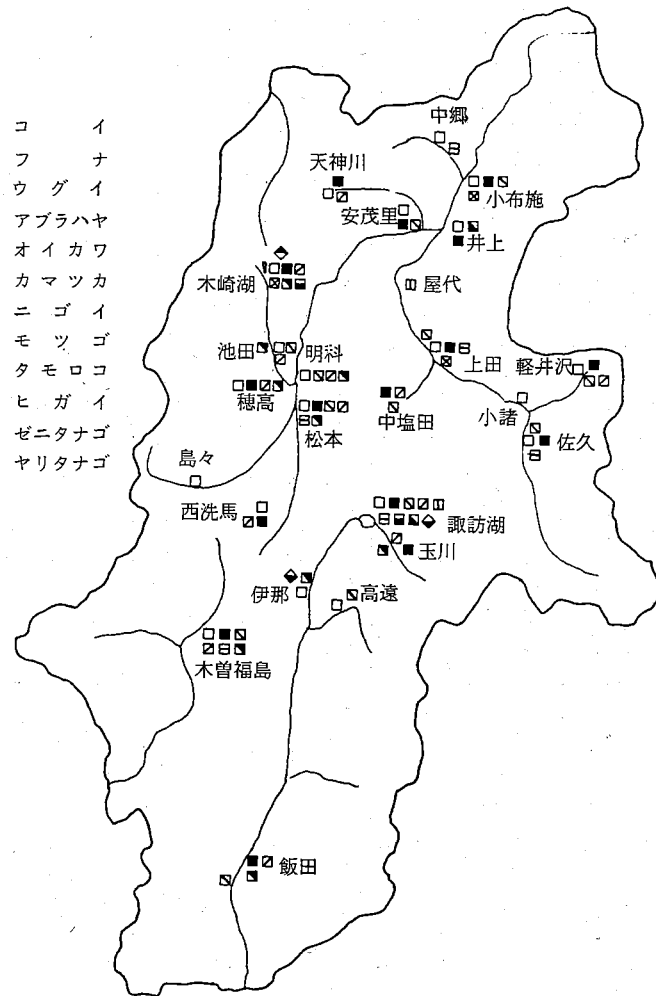 コイ
フナ
ウグイ
アブラハヤ
オイカワ
カマツカ
ニゴイ
モツゴ
タモロコ
ヒガイ
ゼニタナゴ
ヤリタナゴ
中郷
天神川
小布施
安茂里
井上
木崎湖
屋代
池田
明科
上田
軽井沢
穂高
中塩田
小諸
松本
佐久
島々
西洗馬
諏訪湖
玉川
伊那
高遠
木曽福島
飯田